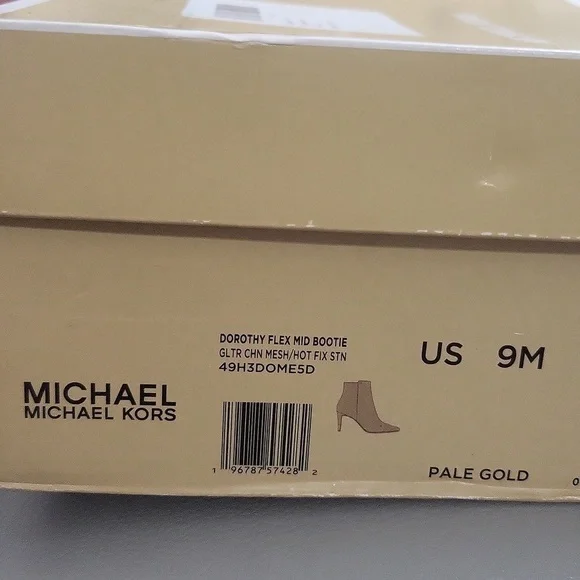 DOROTHY FLEX MID BOOTIE
GLTR CHN MESH/HOT FIX STN
49H3DOME5D
US 9M
MICHAEL
MICHAEL KORS
1 96787 57428 2
PALE GOLD
0